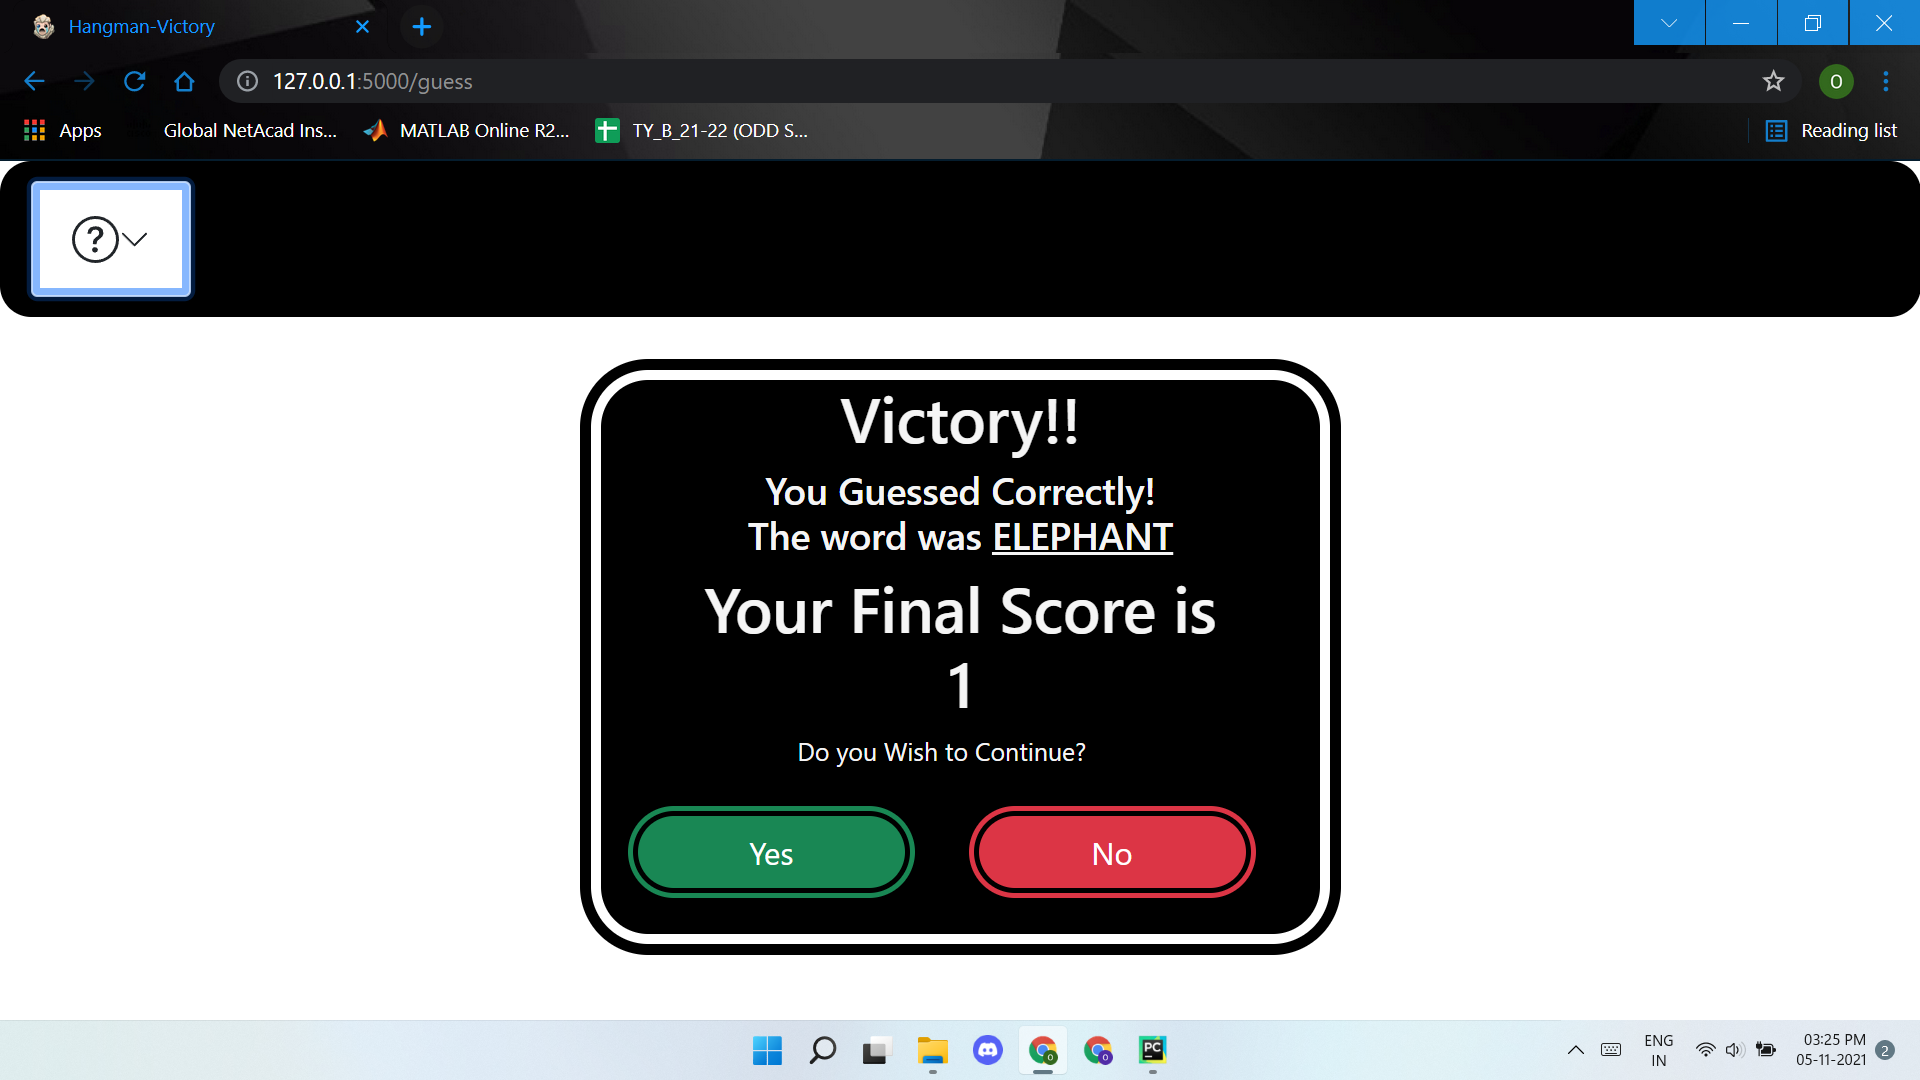 Hangman-Victory
127.0.0.1:5000/guess
O
Apps
Global NetAcad Ins...
MATLAB Online R2...
TY_B_21-22 (ODD S...
Reading list
?
Victory!!
You Guessed Correctly!
The word was ELEPHANT
Your Final Score is
1
Do you Wish to Continue?
Yes
No
PC
ENG
IN
03:25 PM
05-11-2021
2